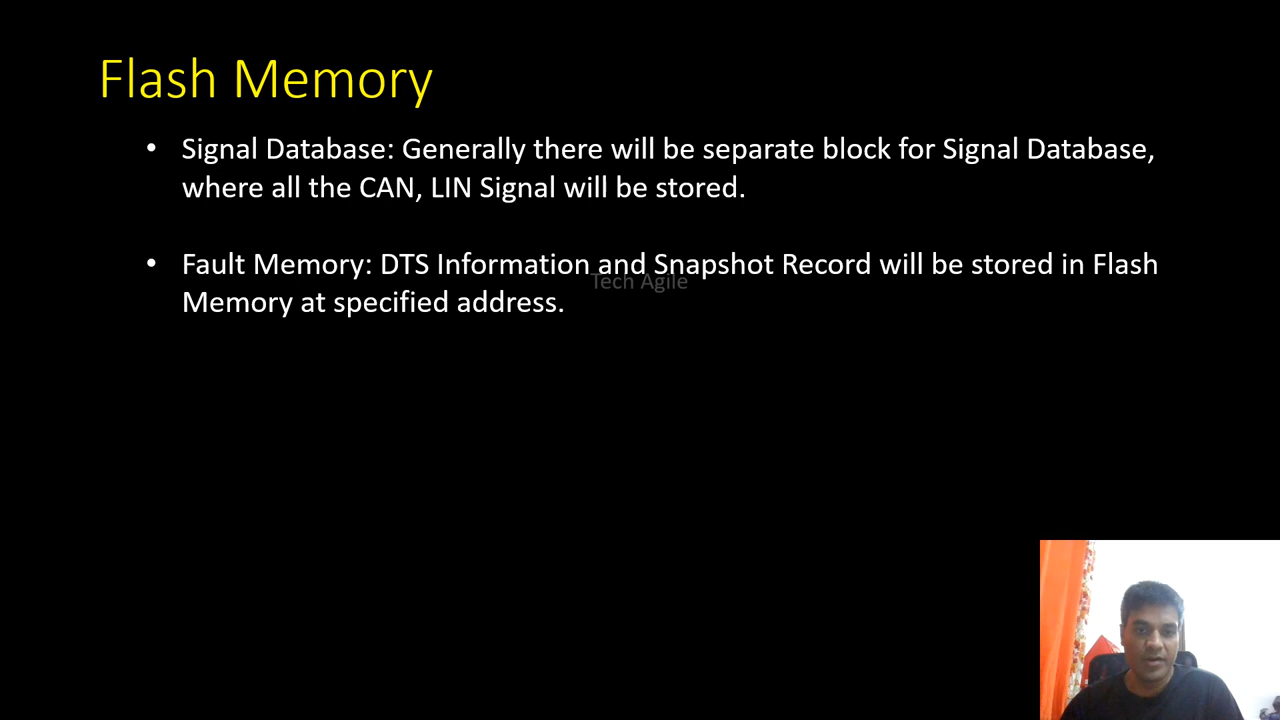 Flash Memory
• Signal Database: Generally there will be separate block for Signal Database,
where all the CAN, LIN Signal will be stored.
• Fault Memory: DTS Information and Snapshot Record will be stored in Flash
Tech Agile
Memory at specified address.